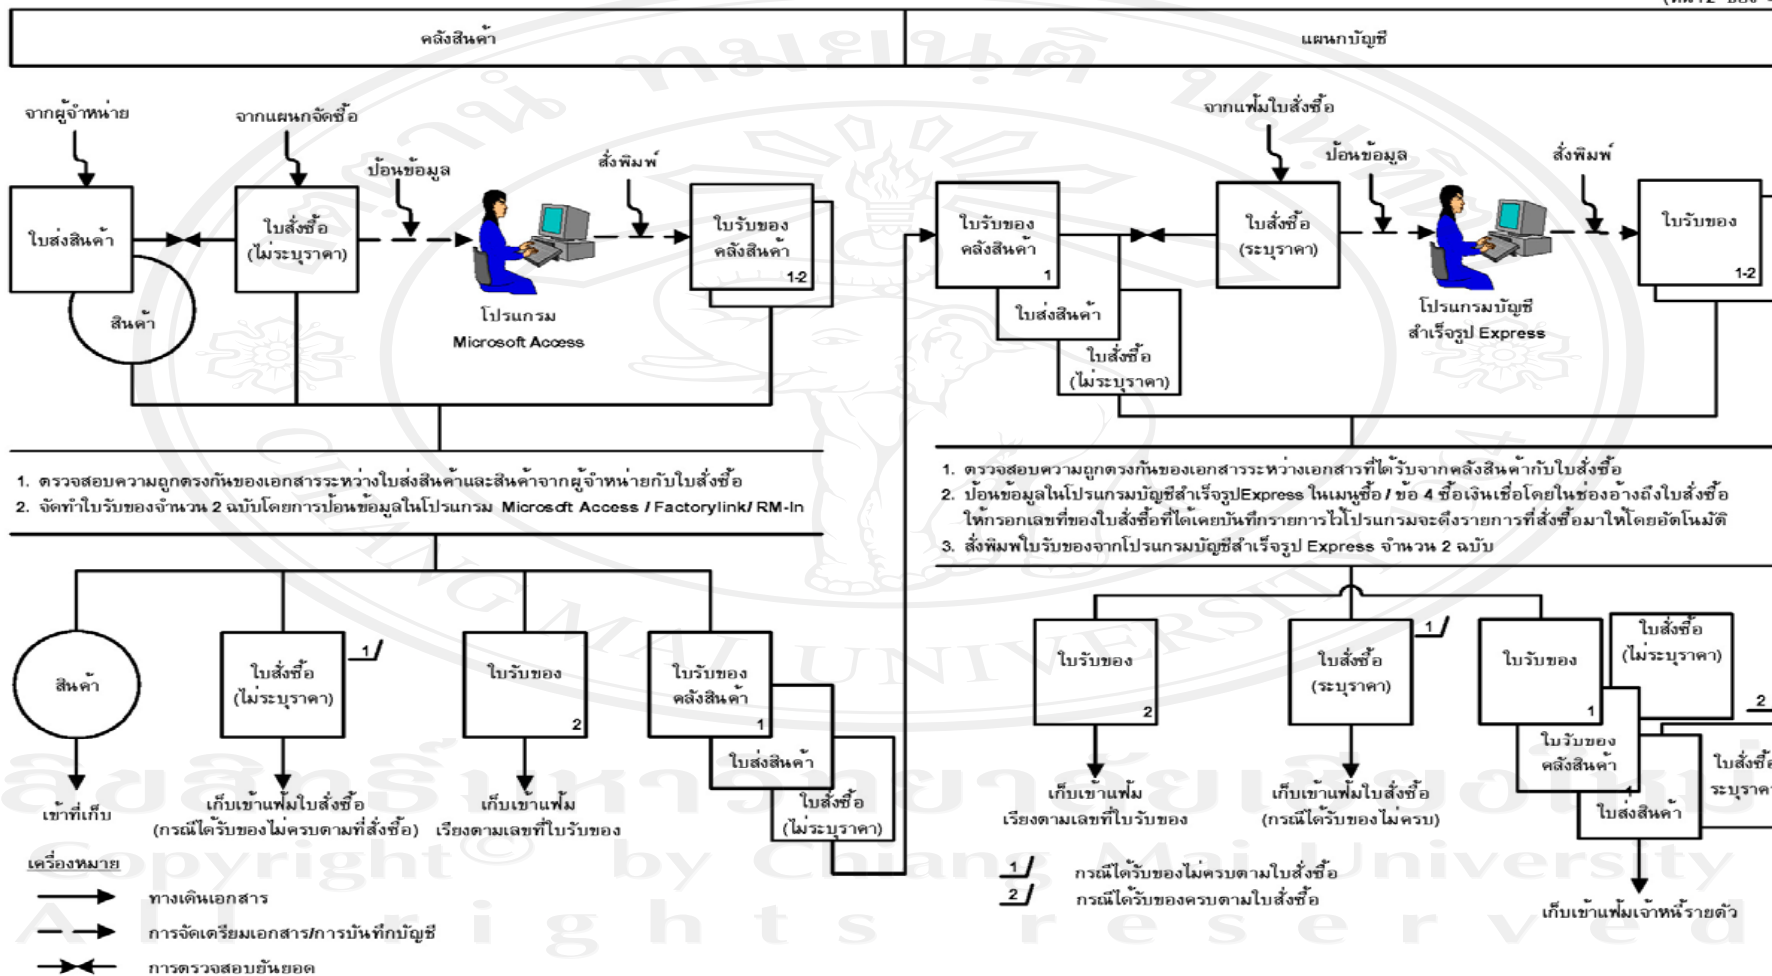 คลังสินค้า
แผนกบัญชี
จากผู้จำหน่าย
จากแผนกจัดซื้อ
ป้อนข้อมูล
สั่งพิมพ์
ใบส่งสินค้า
ใบสั่งซื้อ
(ไม่ระบุราคา)
ใบรับของ
คลังสินค้า
1-2
สินค้า
โปรแกรม
Microsoft Access
จากแฟ้มใบสั่งซื้อ
ป้อนข้อมูล
สั่งพิมพ์
ใบรับของ
คลังสินค้า
1
ใบส่งสินค้า
ใบสั่งซื้อ
(ไม่ระบุราคา)
ใบสั่งซื้อ
(ระบุราคา)
โปรแกรมบัญชี
สำเร็จรูป Express
ใบรับของ
1-2
1. ตรวจสอบความถูกตรงกันของเอกสารระหว่างใบส่งสินค้าและสินค้าจากผู้จำหน่ายกับใบสั่งซื้อ
2. จัดทำใบรับของจำนวน 2 ฉบับโดยการป้อนข้อมูลในโปรแกรม Microsoft Access / Factorylink/ RM-In
1. ตรวจสอบความถูกตรงกันของเอกสารระหว่างเอกสารที่ได้รับจากคลังสินค้ากับใบสั่งซื้อ
2. ป้อนข้อมูลในโปรแกรมบัญชีสำเร็จรูปExpress ในเมนูซื้อ / ข้อ 4 ซื้อเงินเชื่อโดยในช่องอ้างถึงใบสั่งซื้อ
ให้กรอกเลขที่ของใบสั่งซื้อที่ได้เคยบันทึกรายการไว้โปรแกรมจะดึงรายการที่สั่งซื้อมาให้โดยอัตโนมัติ
3. สั่งพิมพ์ใบรับของจากโปรแกรมบัญชีสำเร็จรูป Express จำนวน 2 ฉบับ
สินค้า
ใบสั่งซื้อ
(ไม่ระบุราคา)
1
ใบรับของ
2
ใบรับของ
คลังสินค้า
1
ใบส่งสินค้า
ใบสั่งซื้อ
(ไม่ระบุราคา)
เข้าที่เก็บ
เก็บเข้าแฟ้มใบสั่งซื้อ
(กรณีได้รับของไม่ครบตามที่สั่งซื้อ)
เก็บเข้าแฟ้ม
เรียงตามเลขที่ใบรับของ
ใบรับของ
2
ใบสั่งซื้อ
(ระบุราคา)
1
ใบรับของ
1
ใบสั่งซื้อ
(ไม่ระบุราคา)
2
ใบรับของ
คลังสินค้า
1
ใบส่งสินค้า
ใบสั่งซื้อ
ระบุราคา
เก็บเข้าแฟ้ม
เรียงตามเลขที่ใบรับของ
เก็บเข้าแฟ้มใบสั่งซื้อ
(กรณีได้รับของไม่ครบ)
เก็บเข้าแฟ้มเจ้าหนี้รายตัว
1 กรณีได้รับของไม่ครบตามใบสั่งซื้อ
2 กรณีได้รับของครบตามใบสั่งซื้อ
เครื่องหมาย
ทางเดินเอกสาร
การจัดเตรียมเอกสาร/การบันทึกบัญชี
การตรวจสอบยันยอด
CHIANG MAI UNIVERSITY
ลิขสิทธิ์มหาวิทยาลัยเชียงใหม่
Copyright© by Chiang Mai University
All rights reserved